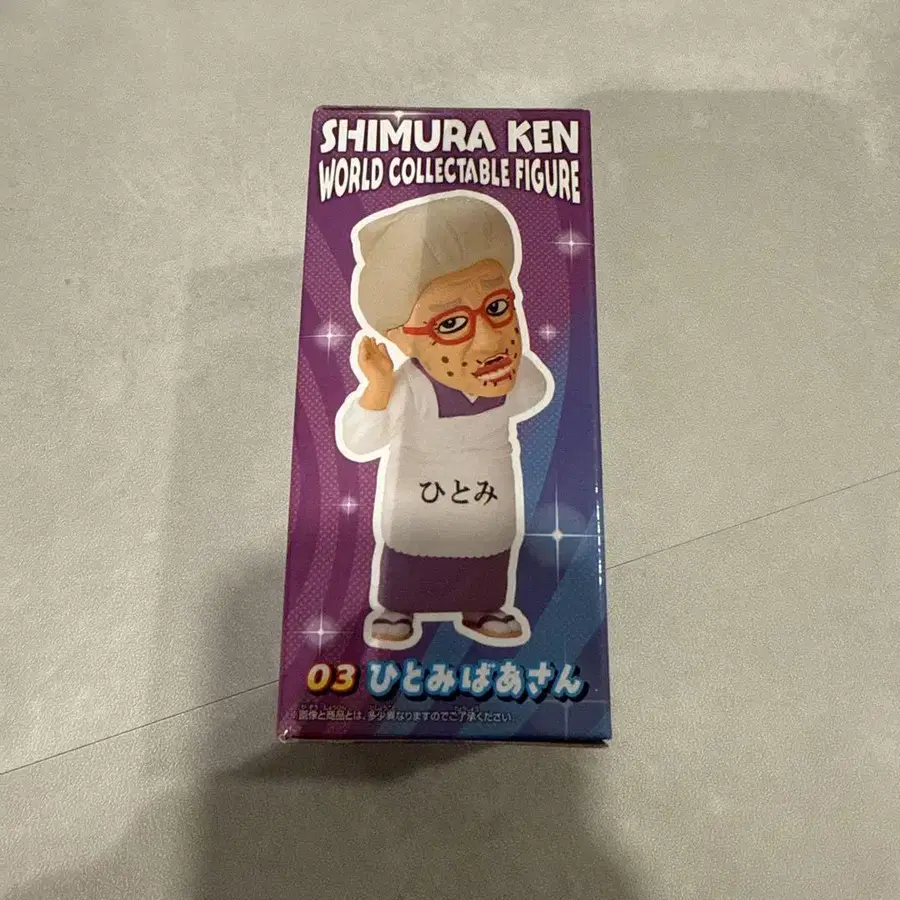 SHIMURA KEN
WORLD COLLECTABLE FIGURE
ひとみ
03 ひとみばあさん
※画像と商品とは、多少異なりますのでご了承ください